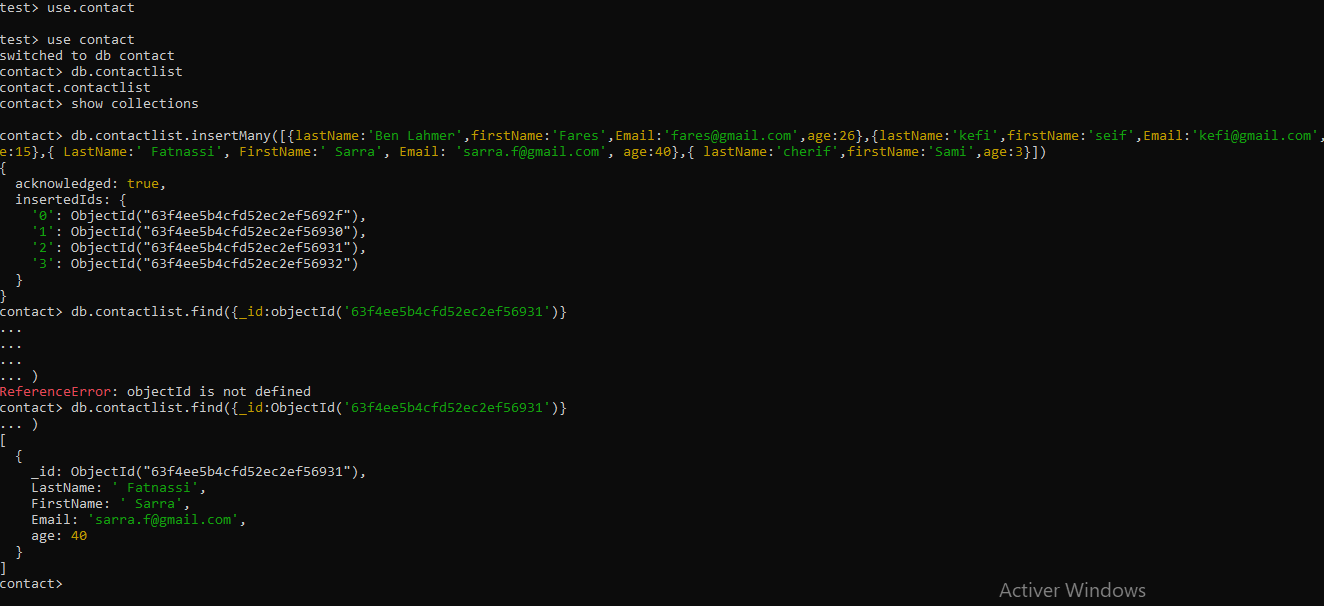 test> use.contact
test> use contact
switched to db contact
contact> db.contactlist
contact.contactlist
contact> show collections
contact> db.contactlist.insertMany([{lastName:'Ben Lahmer',firstName:'Fares',Email:'fares@gmail.com',age:26},{lastName:'kefi',firstName:'seif',Email:'kefi@gmail.com',
e:15},{ LastName:' Fatnassi', FirstName:' Sarra', Email: 'sarra.f@gmail.com', age:40},{ lastName:'cherif',firstName:'Sami',age:3}])
{
  acknowledged: true,
  insertedIds: {
    '0': ObjectId("63f4ee5b4cfd52ec2ef5692f"),
    '1': ObjectId("63f4ee5b4cfd52ec2ef56930"),
    '2': ObjectId("63f4ee5b4cfd52ec2ef56931"),
    '3': ObjectId("63f4ee5b4cfd52ec2ef56932")
  }
}
contact> db.contactlist.find({_id:objectId('63f4ee5b4cfd52ec2ef56931')}
...
...
...
... )
ReferenceError: objectId is not defined
contact> db.contactlist.find({_id:ObjectId('63f4ee5b4cfd52ec2ef56931')}
... )
[
  {
    _id: ObjectId("63f4ee5b4cfd52ec2ef56931"),
    LastName: ' Fatnassi',
    FirstName: ' Sarra',
    Email: 'sarra.f@gmail.com',
    age: 40
  }
]
contact>
Activer Windows